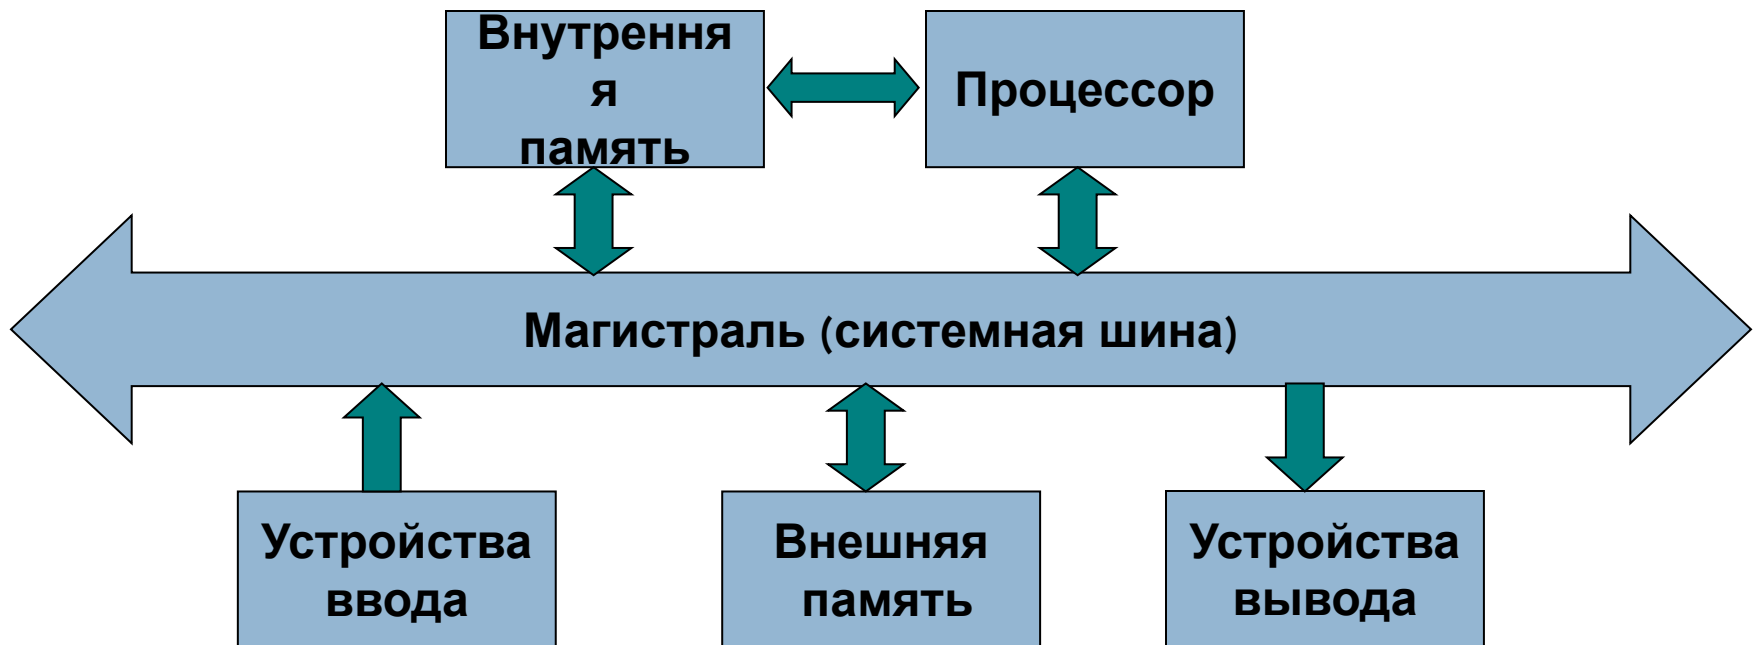 Внутрення
я
память
Процессор
Магистраль (системная шина)
Устройства
ввода
Внешняя
память
Устройства
вывода